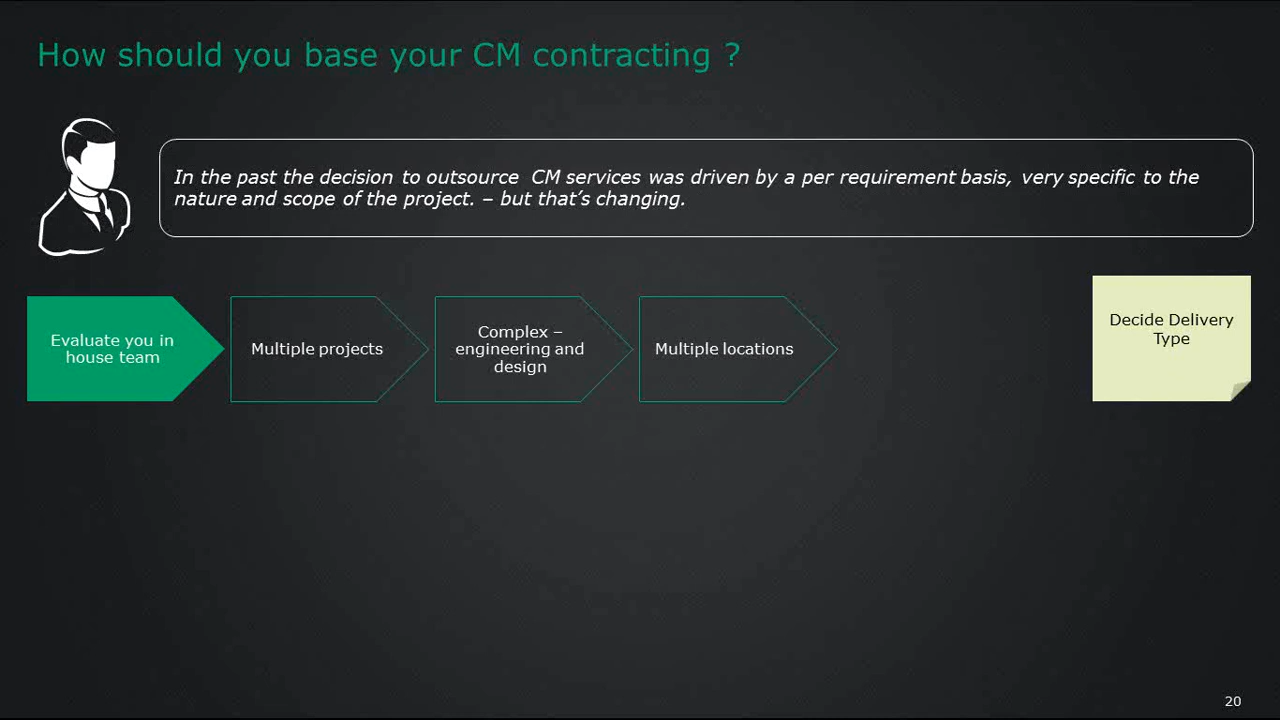 How should you base your CM contracting ?
In the past the decision to outsource CM services was driven by a per requirement basis, very specific to the
nature and scope of the project. – but that’s changing.
Evaluate you in
house team
Multiple projects
Complex –
engineering and
design
Multiple locations
Decide Delivery
Type
20